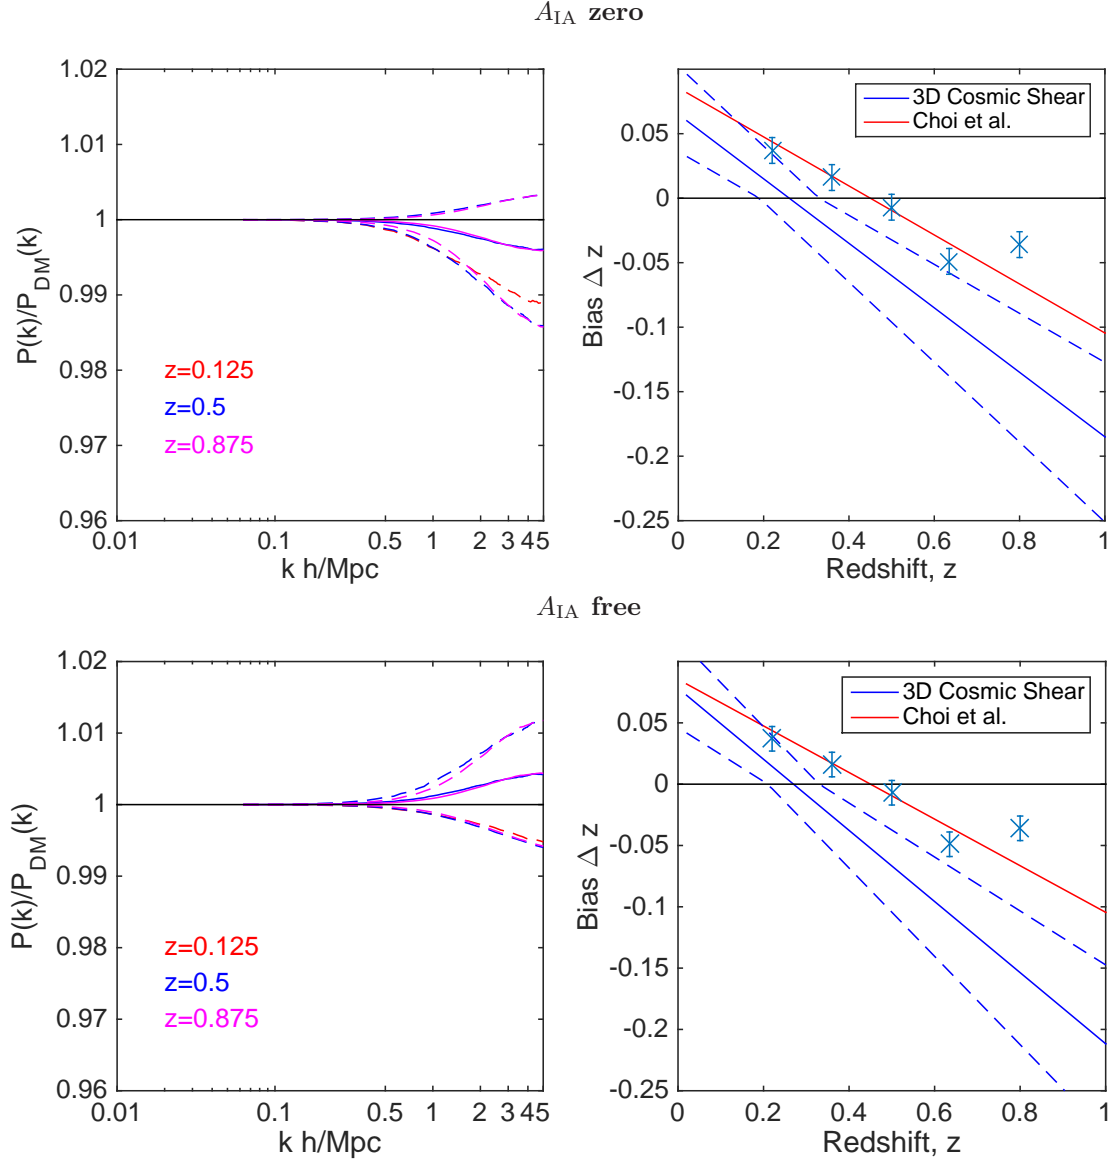 A_IA zero
1.02
1.01
1
0.99
0.98
0.97
0.96
P(k)/P_DM(k)
z=0.125
z=0.5
z=0.875
0.01 0.1 0.5 1 2 3 4 5
k h/Mpc
0.05
0
-0.05
-0.1
-0.15
-0.2
-0.25
Bias Δ z
3D Cosmic Shear
Choi et al.
0 0.2 0.4 0.6 0.8 1
Redshift, z
A_IA free
1.02
1.01
1
0.99
0.98
0.97
0.96
P(k)/P_DM(k)
z=0.125
z=0.5
z=0.875
0.01 0.1 0.5 1 2 3 4 5
k h/Mpc
0.05
0
-0.05
-0.1
-0.15
-0.2
-0.25
Bias Δ z
3D Cosmic Shear
Choi et al.
0 0.2 0.4 0.6 0.8 1
Redshift, z